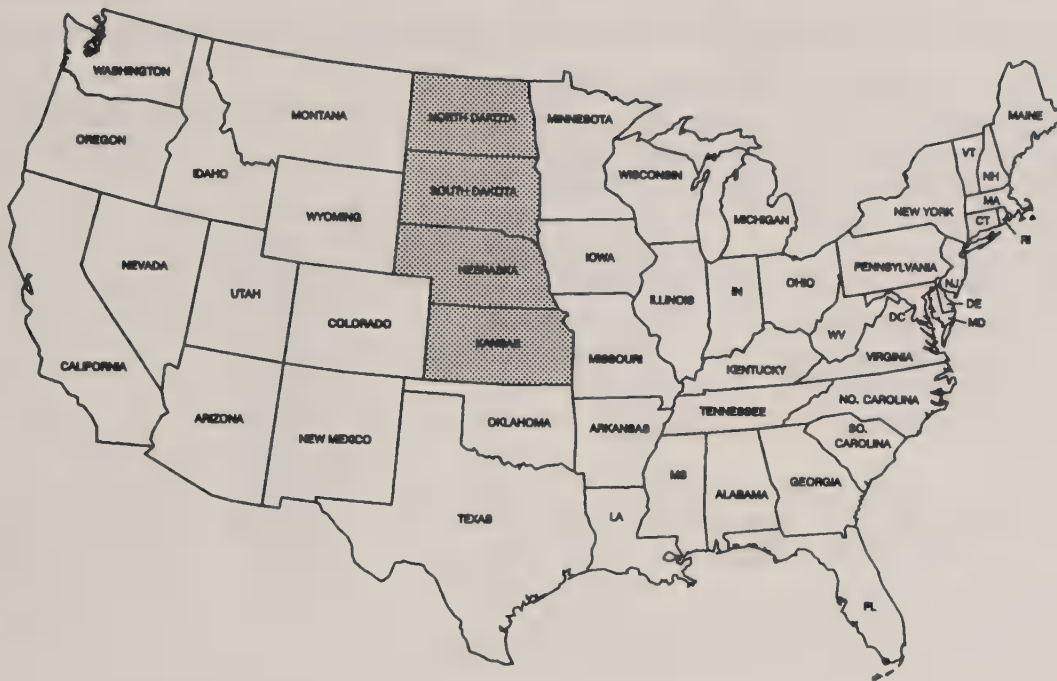 WASHINGTON
MONTANA
NORTH DAKOTA
MINNESOTA
MAINE
OREGON
IDAHO
VT
NH
WISCONSIN
SOUTH DAKOTA
WYOMING
MICHIGAN
NEW YORK
MA
CT
RI
NEVADA
UTAH
COLORADO
NEBRASKA
IOWA
ILLINOIS
IN
OHIO
PENNSYLVANIA
NJ
DE
MD
DC
WV
VIRGINIA
CALIFORNIA
KANSAS
MISSOURI
KENTUCKY
ARIZONA
NEW MEXICO
OKLAHOMA
ARKANSAS
TENNESSEE
NO. CAROLINA
SO.
CAROLINA
TEXAS
LA
MS
ALABAMA
GEORGIA
FL